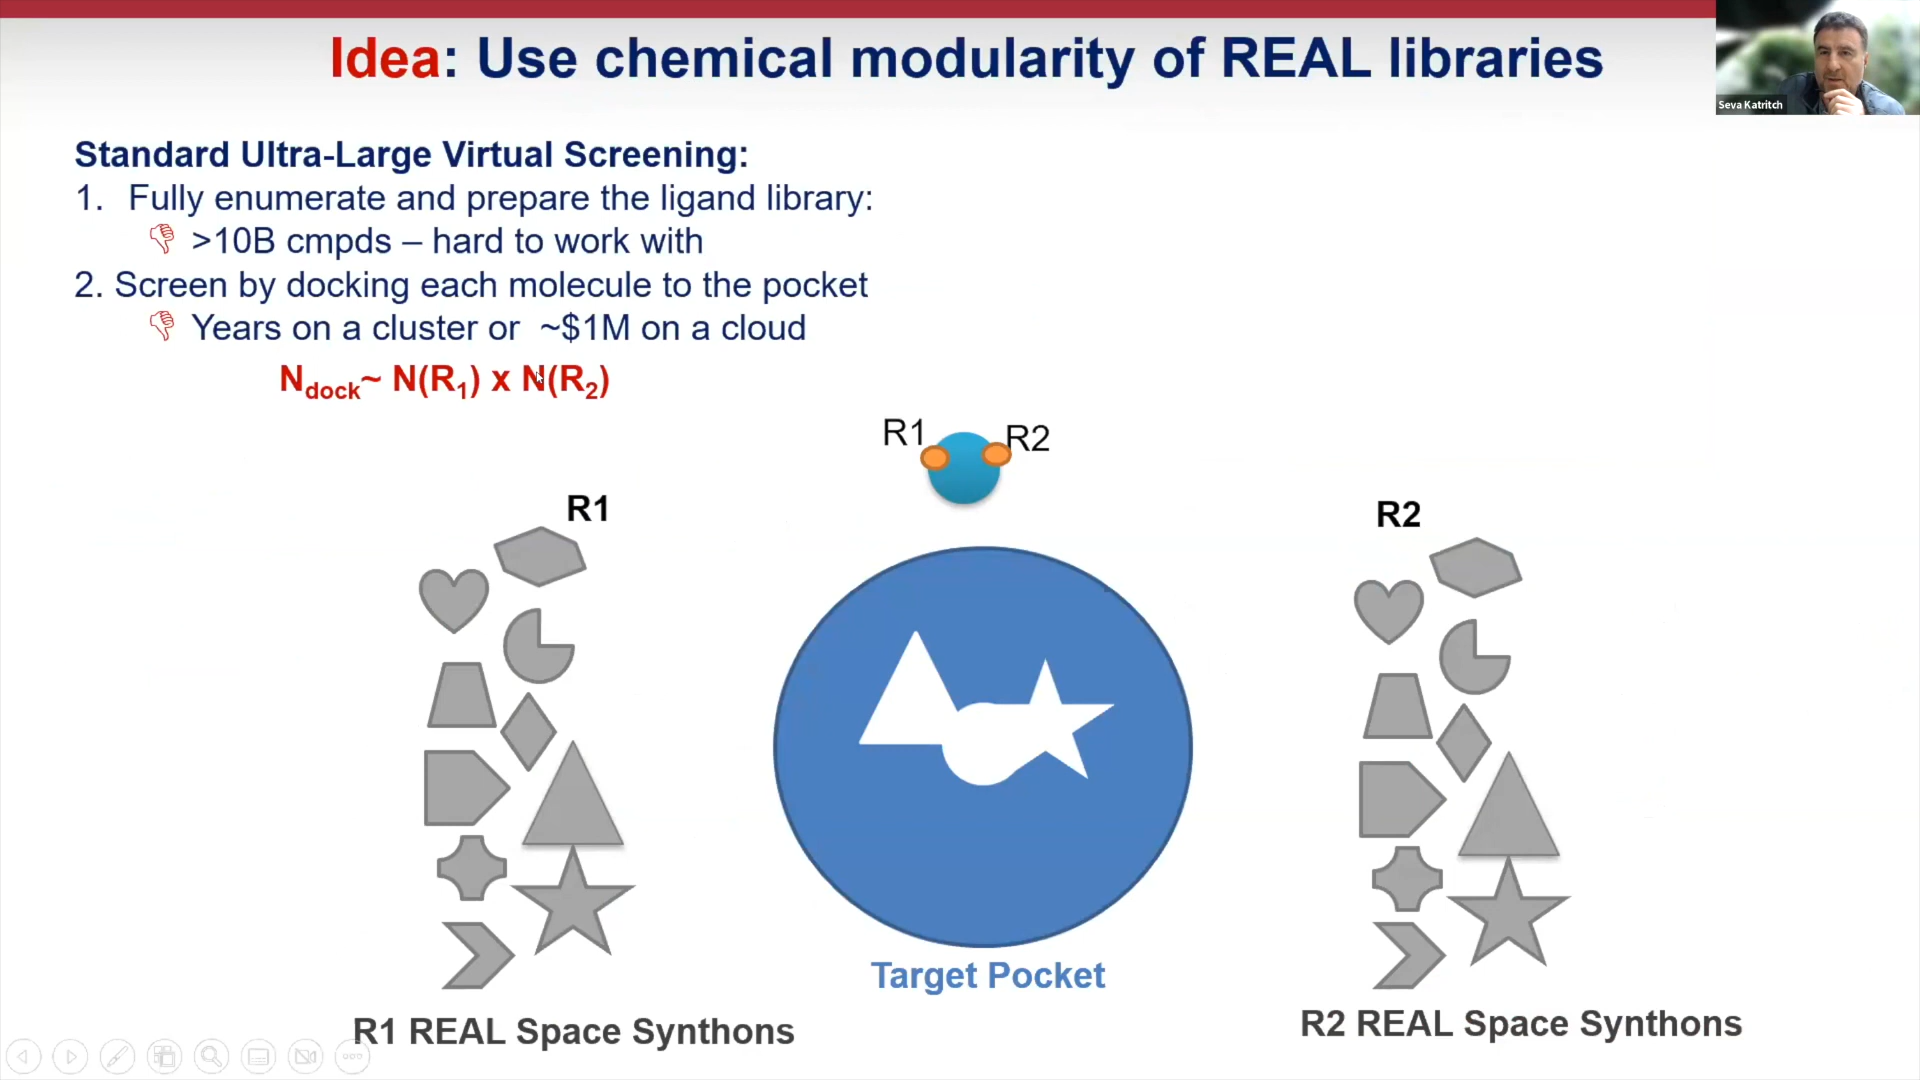 Idea: Use chemical modularity of REAL libraries
Seva Katritch
Standard Ultra-Large Virtual Screening:
1. Fully enumerate and prepare the ligand library:
>10B cmpds – hard to work with
2. Screen by docking each molecule to the pocket
Years on a cluster or ~$1M on a cloud
Ndock~ N(R1) x N(R2)
R1 R2
R1
R2
Target Pocket
R1 REAL Space Synthons
R2 REAL Space Synthons